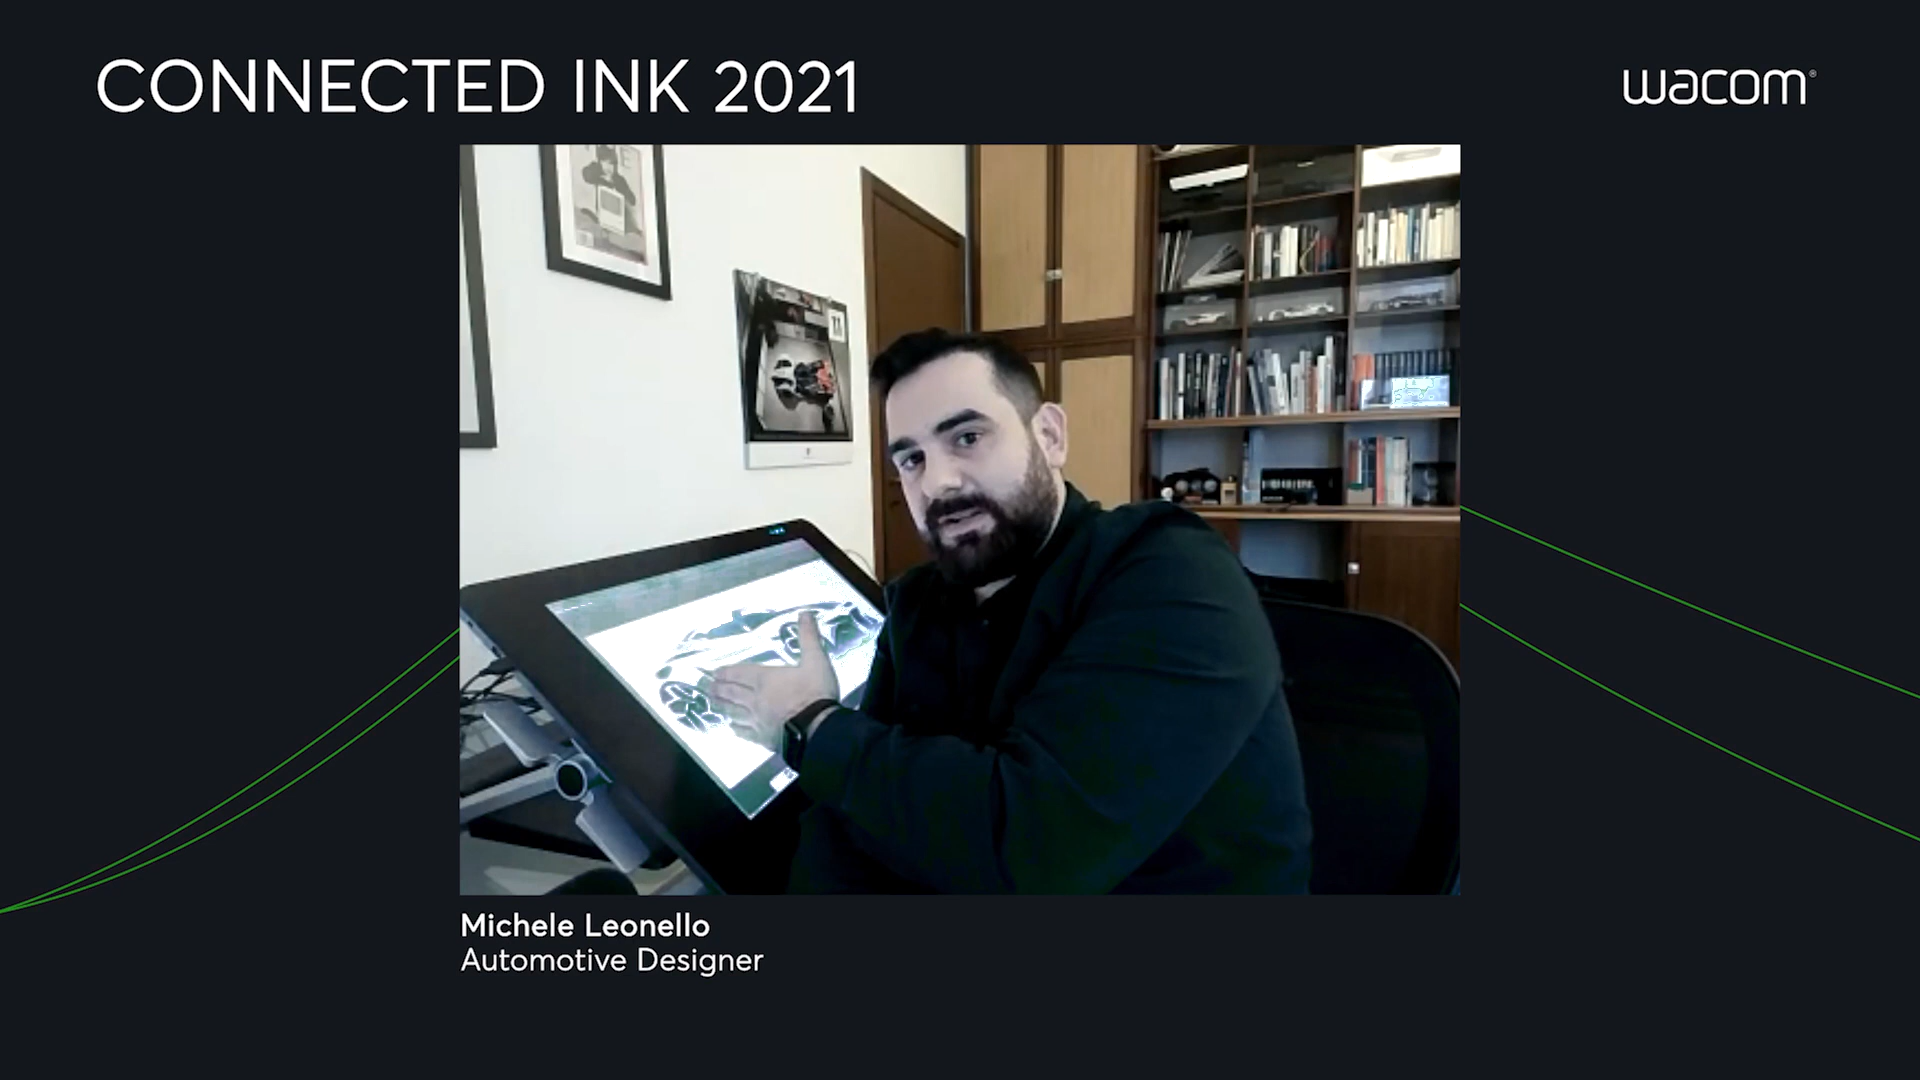 CONNECTED INK 2021
wacom®
Michele Leonello
Automotive Designer